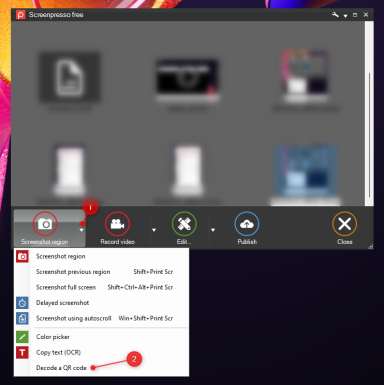 Screenpresso free
1
Screenshot region
Record video
Edit...
Publish
Close
Screenshot region
Screenshot previous region Shift+Print Scr
Screenshot full screen Shift+Ctrl+Alt+Print Scr
Delayed screenshot
Screenshot using autoscroll Win+Shift+Print Scr
Color picker
T Copy text (OCR)
Decode a QR code 2